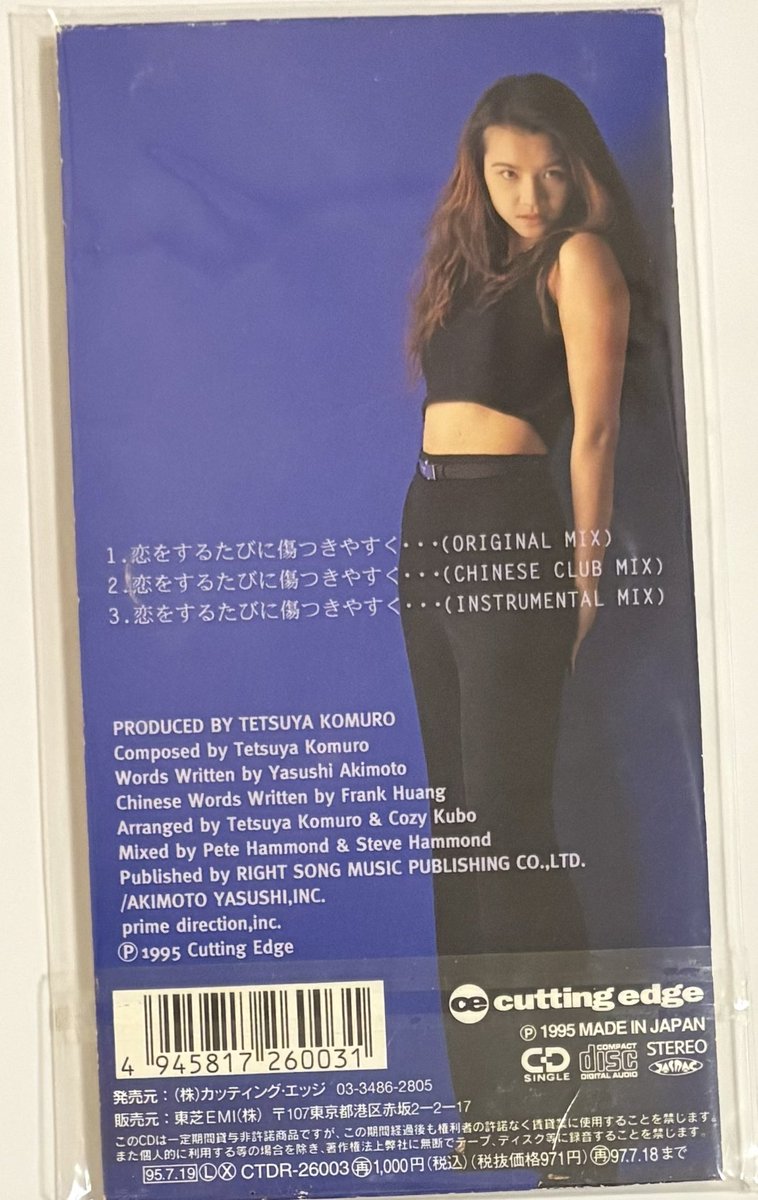 1.恋をするたびに傷つきやすく・・・(ORIGINAL MIX)
2.恋をするたびに傷つきやすく・・・(CHINESE CLUB MIX)
3.恋をするたびに傷つきやすく・・・(INSTRUMENTAL MIX)
PRODUCED BY TETSUYA KOMURO
Composed by Tetsuya Komuro
Words Written by Yasushi Akimoto
Chinese Words Written by Frank Huang
Arranged by Tetsuya Komuro & Cozy Kubo
Mixed by Pete Hammond & Steve Hammond
Published by RIGHT SONG MUSIC PUBLISHING CO.,LTD.
/AKIMOTO YASUSHI,INC.
prime direction,inc.
Ⓟ 1995 Cutting Edge
4 945817 260031
ce cutting edge
Ⓟ 1995 MADE IN JAPAN
CD SINGLE COMPACT disc DIGITAL AUDIO STEREO JASRAC
発売元：(株)カッティング・エッジ 03-3486-2805
販売元：東芝EMI(株) 〒107東京都港区赤坂2-2-17
このCDは一定期間貸与非許諾商品ですが、この期間経過後も権利者の許諾なく賃貸業に使用することを禁じます。
また個人的に利用する等の場合を除き、著作権法上弊社に無断でテープ、ディスク等に録音することを禁じます。
95.7.19 Ⓛ Ⓧ CTDR-26003 ㊢1,000円(税込)(税抜価格971円) ㊢97.7.18まで